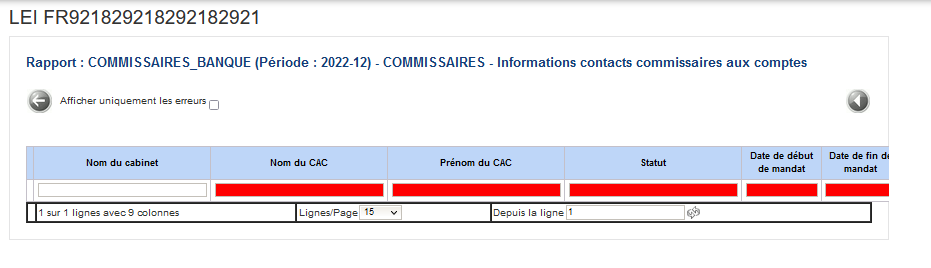 LEI FR921829218292182921
Rapport : COMMISSAIRES_BANQUE (Période : 2022-12) - COMMISSAIRES - Informations contacts commissaires aux comptes
Afficher uniquement les erreurs
Nom du cabinet Nom du CAC Prénom du CAC Statut Date de début de mandat Date de fin de mandat
1 sur 1 lignes avec 9 colonnes Lignes/Page 15 Depuis la ligne 1